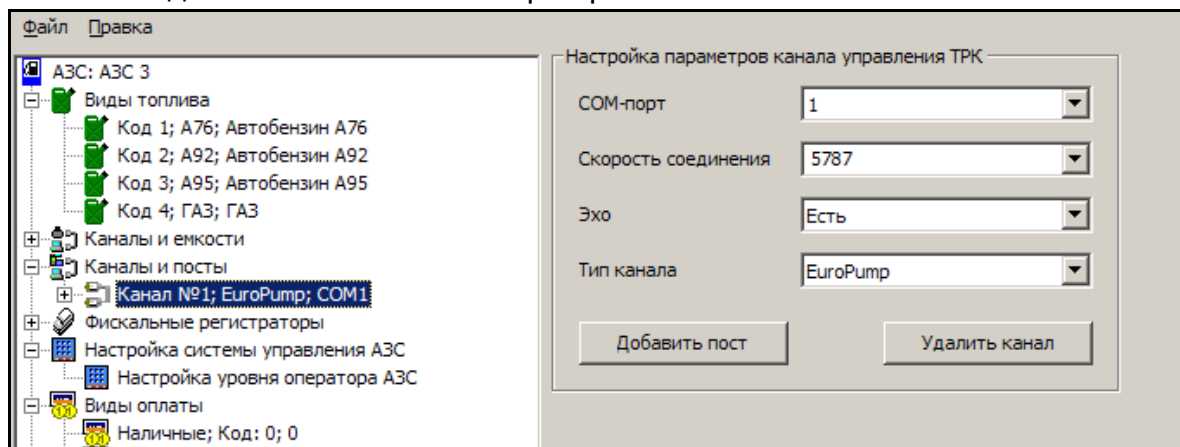 Файл Правка
АЗС: АЗС 3
Виды топлива
Код 1; А76; Автобензин А76
Код 2; А92; Автобензин А92
Код 3; А95; Автобензин А95
Код 4; ГАЗ; ГАЗ
Каналы и емкости
Каналы и посты
Канал №1; EuroPump; COM1
Фискальные регистраторы
Настройка системы управления АЗС
Настройка уровня оператора АЗС
Виды оплаты
Наличные; Код: 0; 0
Настройка параметров канала управления ТРК
COM-порт 1
Скорость соединения 5787
Эхо Есть
Тип канала EuroPump
Добавить пост Удалить канал